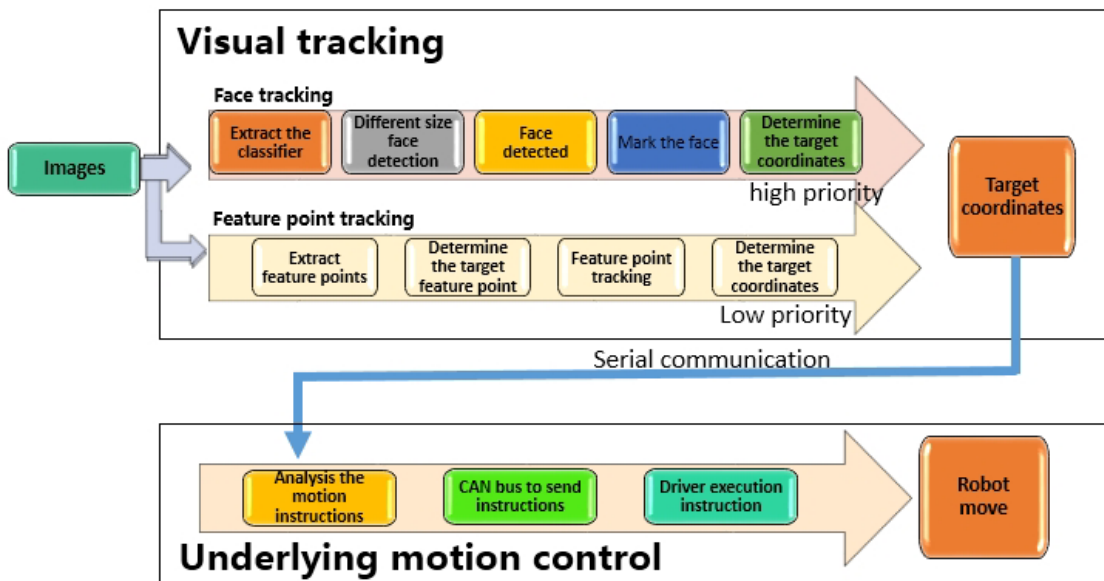 Visual tracking
Face tracking
Extract the
classifier
Different size
face
detection
Face
detected
Mark the face
Determine
the target
coordinates
high priority
Images
Target
coordinates
Feature point tracking
Extract
feature points
Determine
the target
feature point
Feature point
tracking
Determine
the target
coordinates
Low priority
Serial communication
Analysis the
motion
instructions
CAN bus to send
instructions
Driver execution
instruction
Robot
move
Underlying motion control